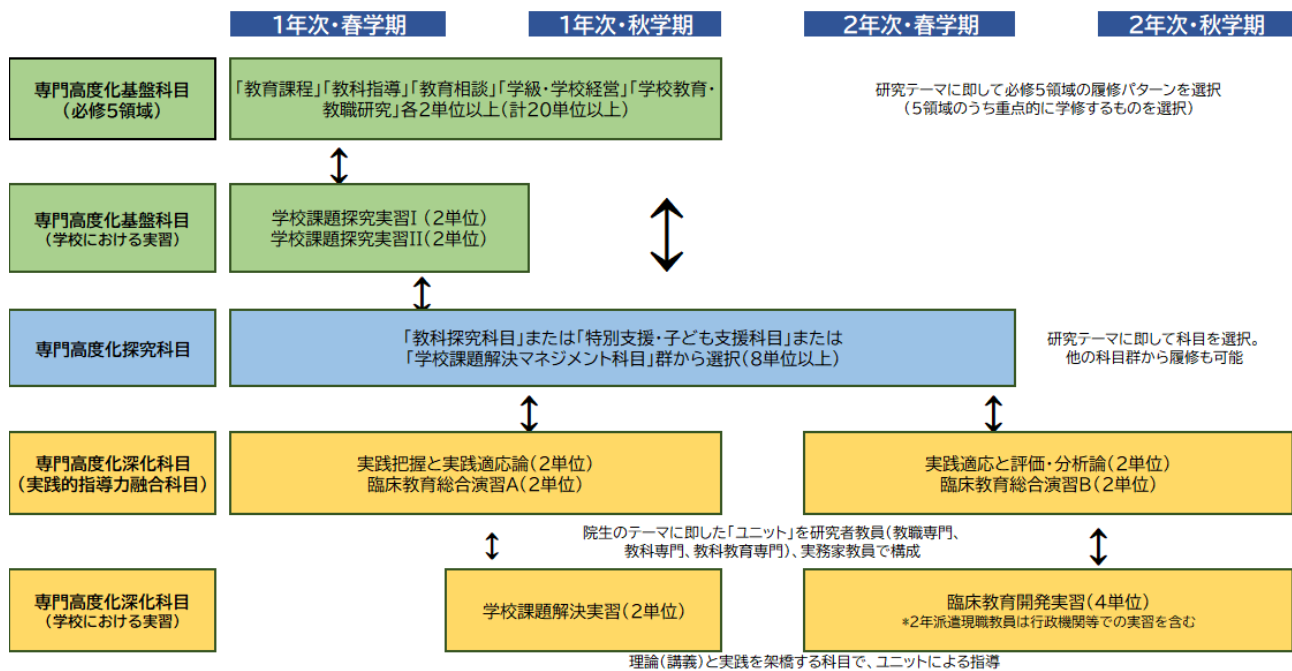 1年次・春学期
1年次・秋学期
2年次・春学期
2年次・秋学期
専門高度化基盤科目
(必修5領域)
「教育課程」「教科指導」「教育相談」「学級・学校経営」「学校教育・
教職研究」各2単位以上(計20単位以上)
研究テーマに即して必修5領域の履修パターンを選択
(5領域のうち重点的に学修するものを選択)
専門高度化基盤科目
(学校における実習)
学校課題探究実習I (2単位)
学校課題探究実習II(2単位)
専門高度化探究科目
「教科探究科目」または「特別支援・子ども支援科目」または
「学校課題解決マネジメント科目」群から選択(8単位以上)
研究テーマに即して科目を選択。
他の科目群から履修も可能
専門高度化深化科目
(実践的指導力融合科目)
実践把握と実践適応論(2単位)
臨床教育総合演習A(2単位)
実践適応と評価・分析論(2単位)
臨床教育総合演習B(2単位)
院生のテーマに即した「ユニット」を研究者教員(教職専門、
教科専門、教科教育専門)、実務家教員で構成
専門高度化深化科目
(学校における実習)
学校課題解決実習(2単位)
臨床教育開発実習(4単位)
*2年派遣現職教員は行政機関等での実習を含む
理論(講義)と実践を架橋する科目で、ユニットによる指導